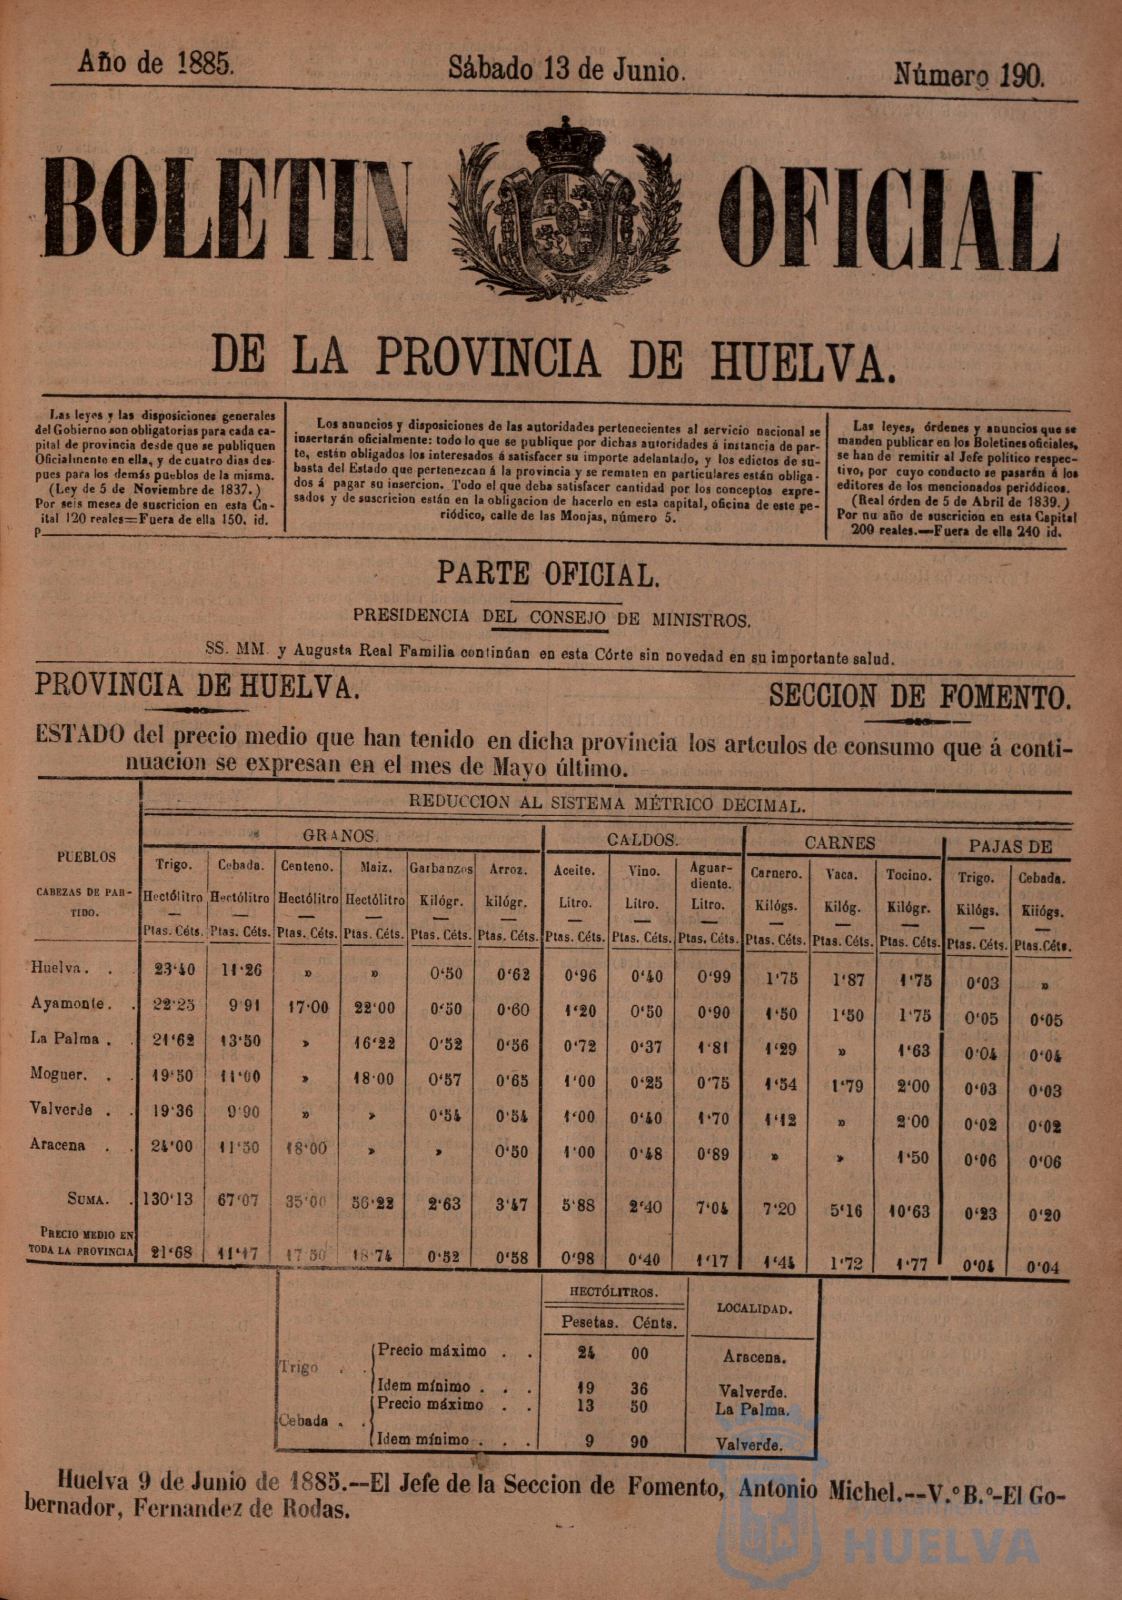 Año de 1885. Sábado 13 de Junio. Número 190.
BOLETIN OFICIAL
DE LA PROVINCIA DE HUELVA.
Las leyes y las disposiciones generales
del Gobierno son obligatorias para cada ca-
pital de provincia desde que se publiquen
Oficialmento en ella, y de cuatro dias des-
pues para los demás pueblos de la misma.
(Ley de 5 de Noviembre de 1837.)
Por seis meses de suscricion en esta Ca-
ital 120 reales=Fuera de ella 150, id.
P
Los anuncios y disposiciones de las autoridades pertenecientes al servicio nacional se
insertarán oficialmente: todo lo que se publique por dichas autoridades á instancia de par-
te, están obligados los interesados á satisfacer su importe adelantado, y los edictos de su-
basta del Estado que pertenezcan á la provincia y se rematen en particulares están obliga-
dos á pagar su insercion. Todo el que deba satisfacer cantidad por los conceptos expre-
sados y de suscricion están en la obligacion de hacerlo en esta capital, oficina de este pe-
riódico, calle de las Monjas, número 5.
Las leyes, órdenes y anuncios que se
manden publicar en los Boletines oficiales,
se han de remitir al Jefe político respec-
tivo, por cuyo conducto se pasarán á los
editores de los mencionados periódicos.
(Real órden de 5 de Abril de 1839.)
Por nu año de suscricion en esta Capital
200 reales.—Fuera de ella 240 id.
PARTE OFICIAL.
PRESIDENCIA DEL CONSEJO DE MINISTROS.
SS. MM. y Augusta Real Familia continúan en esta Córte sin novedad en su importante salud.
PROVINCIA DE HUELVA. SECCION DE FOMENTO.
ESTADO del precio medio que han tenido en dicha provincia los artculos de consumo que á conti-
nuacion se expresan en el mes de Mayo último.
REDUCCION AL SISTEMA MÉTRICO DECIMAL.
PUEBLOS
CABEZAS DE PAR-
TIDO.
GRANOS. CALDOS. CARNES PAJAS DE
Trigo. Cebada. Centeno. Maiz. Garbanzos Arroz. Aceite. Vino. Aguar-
diente. Carnero. Vaca. Tocino. Trigo. Cebada.
Hectólitro Hectólitro Hectólitro Hectólitro Kilógr. kilógr. Litro. Litro. Litro. Kilógs. Kilóg. Kilógr. Kilógs. Kiiógs.
Ptas. Céts. Ptas. Céts. Ptas. Céts. Ptas. Céts. Ptas. Céts. Ptas. Céts. Ptas. Céts. Ptas. Céts. Ptas. Céts. Ptas. Céts. Ptas. Céts. Ptas. Céts. Ptas. Céts. Ptas. Céts.
Huelva. . 23'40 11'26 » » 0'50 0'62 0'96 0'40 0'99 1'75 1'87 1'75 0'03 »
Ayamonte. . 22'25 9 91 17'00 22'00 0'50 0'60 1'20 0'50 0'90 1'50 1'50 1'75 0'05 0'05
La Palma . . 21'62 13'50 » 16'22 0'52 0'56 0'72 0'37 1'81 1'29 » 1'63 0'04 0'04
Moguer. . . 19'50 11'00 » 18'00 0'57 0'65 1'00 0'25 0'75 1'54 1'79 2'00 0'03 0'03
Valverde . . 19'36 9'90 » » 0'54 0'54 1'00 0'40 1'70 1'12 » 2'00 0'02 0'02
Aracena . . 24'00 11'50 18'00 » » 0'50 1'00 0'48 0'89 » » 1'50 0'06 0'06
SUMA. . 130'13 67'07 35'00 56'22 2'63 3'47 5'88 2'40 7'04 7'20 5'16 10'63 0'23 0'20
PRECIO MEDIO EN
TODA LA PROVINCIA 21'68 11'17 17 50 18'74 0'52 0'58 0'98 0'40 1'17 1'44 1'72 1'77 0'04 0'04
HECTÓLITROS. LOCALIDAD.
Pesetas. Cénts.
Trigo . . Precio máximo . . 24 00 Aracena.
Idem mínimo . . . 19 36 Valverde.
Cebada . . Precio máximo . . 13 50 La Palma.
Idem mínimo . . . 9 90 Valverde.
Huelva 9 de Junio de 1885.--El Jefe de la Seccion de Fomento, Antonio Michel.--V.º B.º-El Go-
bernador, Fernandez de Rodas.
Ayuntamiento de
HUELVA